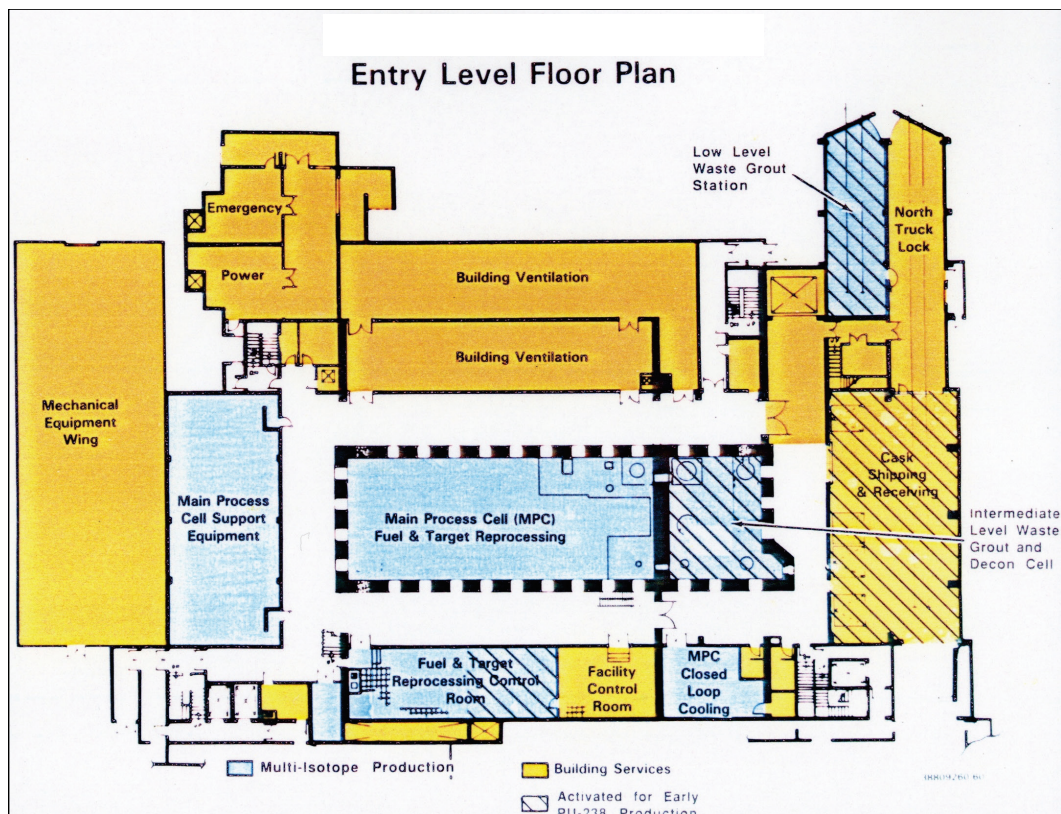 Entry Level Floor Plan
Low Level
Waste Grout
Station
Emergency
North
Truck
Lock
Power
Building Ventilation
Building Ventilation
Mechanical
Equipment
Wing
Cask
Shipping
& Receiving
Main Process
Cell Support
Equipment
Main Process Cell (MPC)
Fuel & Target Reprocessing
Intermediate
Level Waste
Grout and
Decon Cell
Fuel & Target
Reprocessing Control
Room
Facility
Control
Room
MPC
Closed
Loop
Cooling
Multi-Isotope Production
Building Services
Activated for Early
PU-238 Production